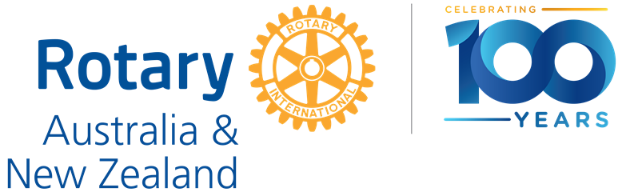 Rotary
Australia &
New Zealand
ROTARY
INTERNATIONAL
CELEBRATING
100
YEARS